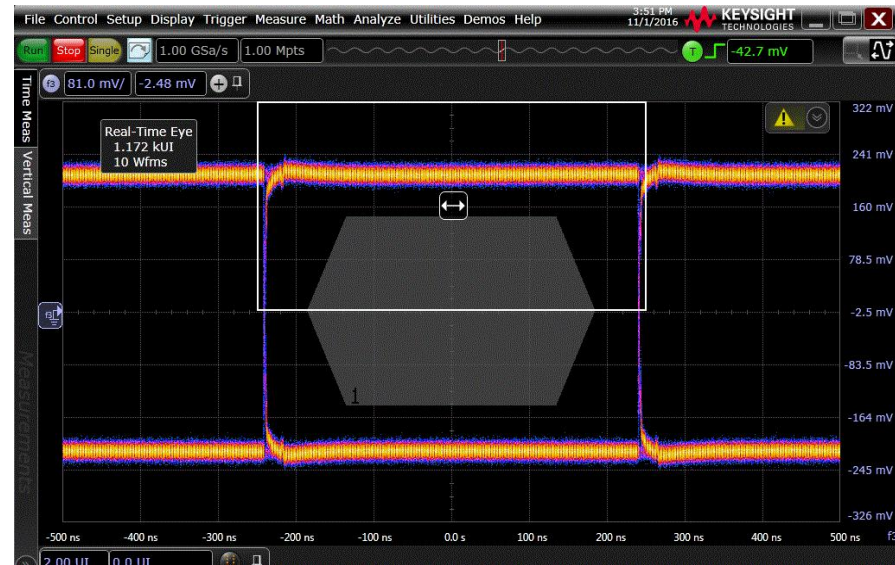 File Control Setup Display Trigger Measure Math Analyze Utilities Demos Help
3:51 PM
11/1/2016
KEYSIGHT
TECHNOLOGIES
Run Stop Single 1.00 GSa/s 1.00 Mpts T -42.7 mV
f3 81.0 mV/ -2.48 mV
Time Meas
Vertical Meas
Measurements
Real-Time Eye
1.172 kUI
10 Wfms
322 mV
241 mV
160 mV
78.5 mV
f3
-2.5 mV
-83.5 mV
1
-164 mV
-245 mV
-326 mV
-500 ns -400 ns -300 ns -200 ns -100 ns 0.0 s 100 ns 200 ns 300 ns 400 ns 500 ns f3
2.00 UI 0.0 UI